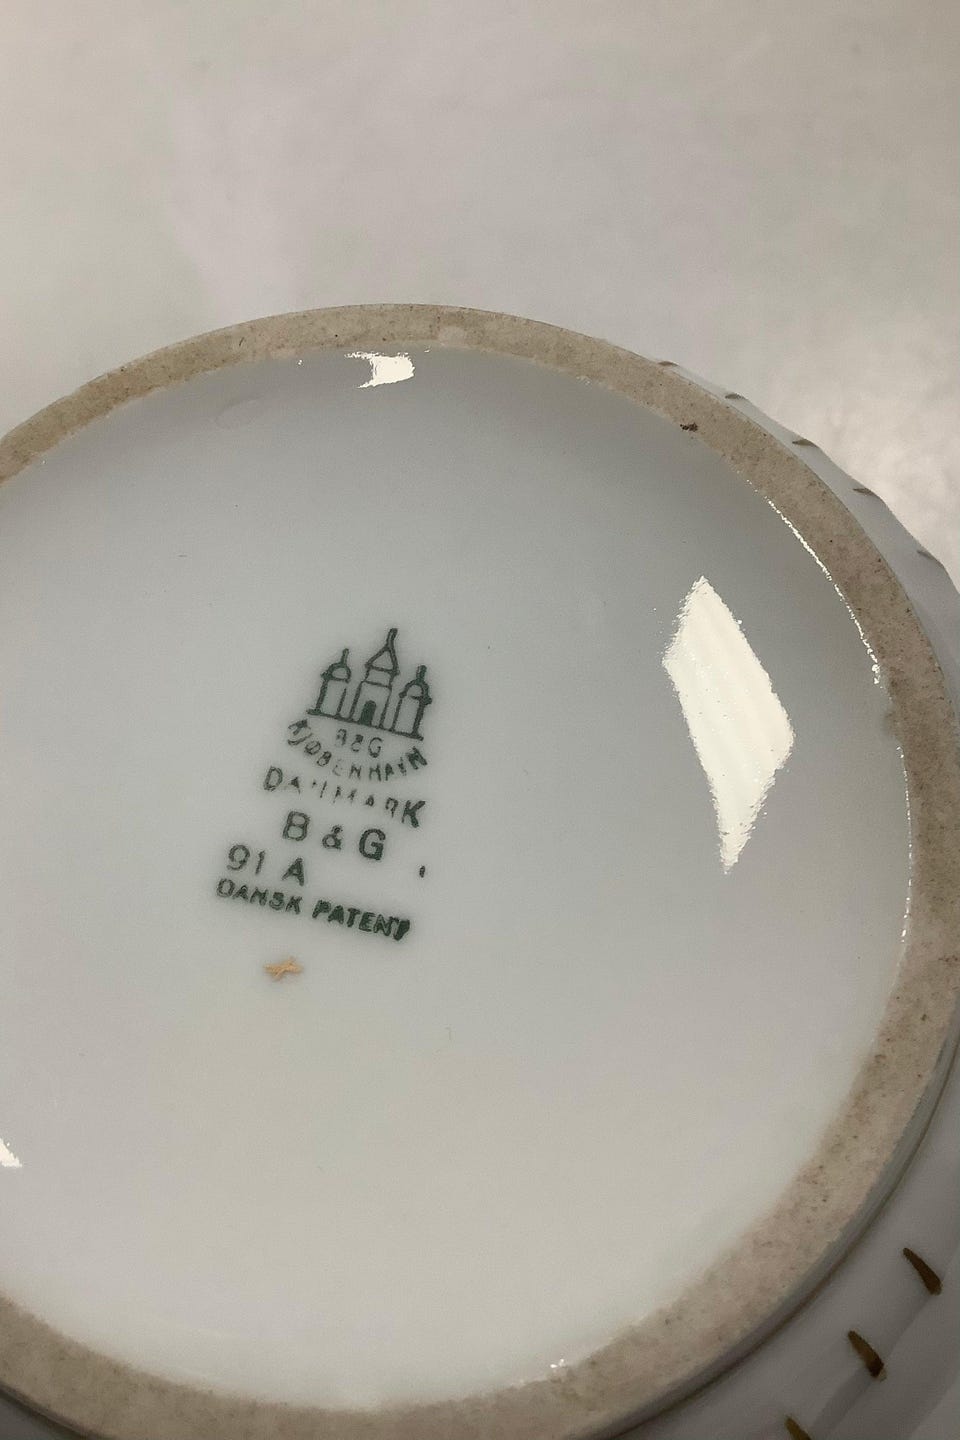 B&G
KJØBENHAVN
DANMARK
B & G
91 A
DANSK PATENT